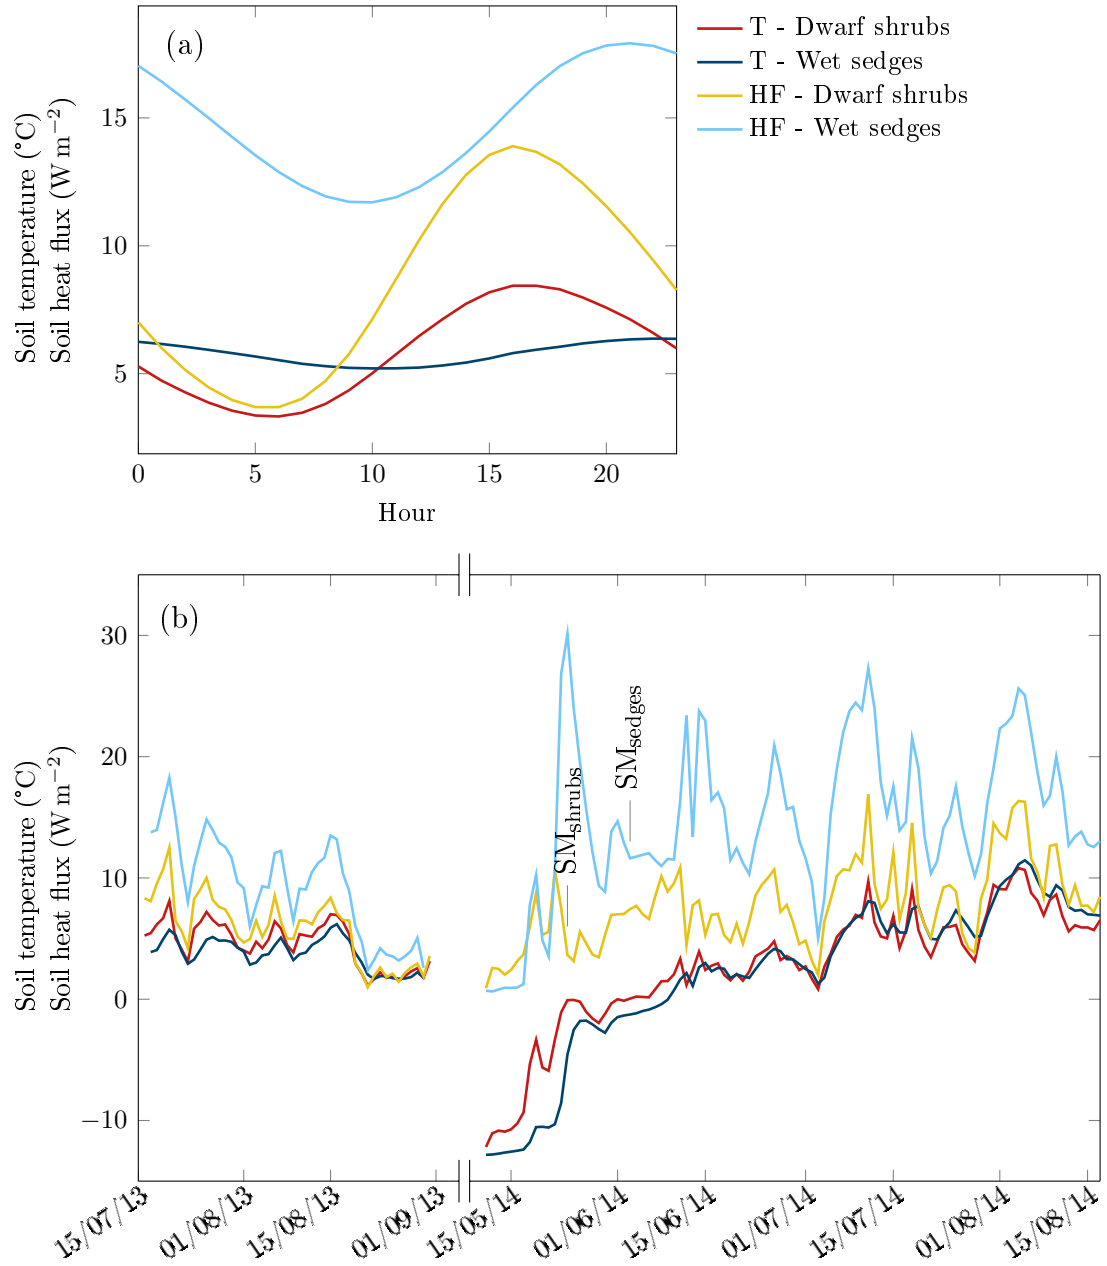 (a)
T - Dwarf shrubs
T - Wet sedges
HF - Dwarf shrubs
HF - Wet sedges
Soil temperature (°C)
Soil heat flux (W m−2)
15
10
5
0 5 10 15 20
Hour
(b)
Soil temperature (°C)
Soil heat flux (W m−2)
30
20
10
0
−10
SMshrubs
SMsedges
15/07/13 01/08/13 15/08/13 01/09/13 15/05/14 01/06/14 15/06/14 01/07/14 15/07/14 01/08/14 15/08/14